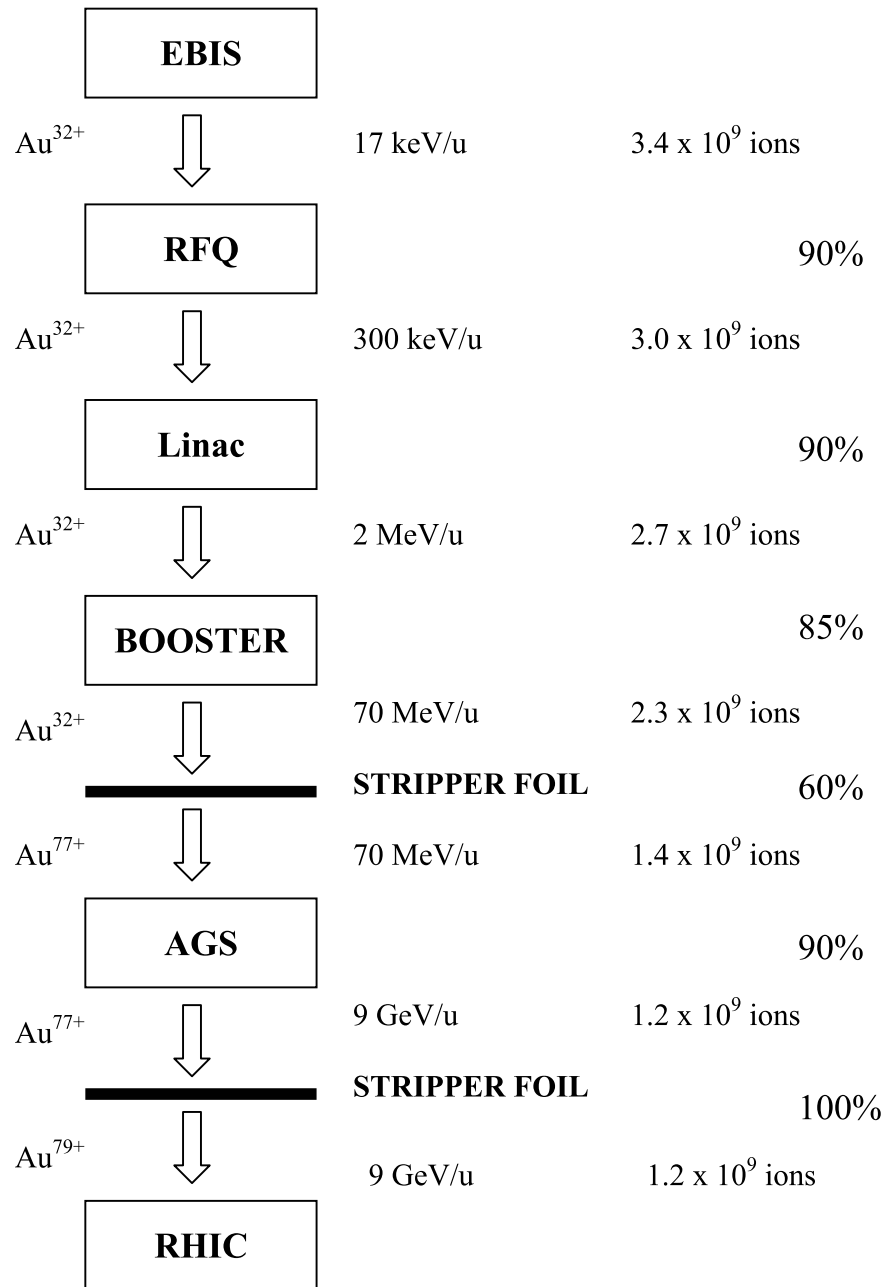 EBIS
Au³²⁺ 17 keV/u 3.4 x 10⁹ ions
RFQ 90%
Au³²⁺ 300 keV/u 3.0 x 10⁹ ions
Linac 90%
Au³²⁺ 2 MeV/u 2.7 x 10⁹ ions
BOOSTER 85%
Au³²⁺ 70 MeV/u 2.3 x 10⁹ ions
STRIPPER FOIL 60%
Au⁷⁷⁺ 70 MeV/u 1.4 x 10⁹ ions
AGS 90%
Au⁷⁷⁺ 9 GeV/u 1.2 x 10⁹ ions
STRIPPER FOIL 100%
Au⁷⁹⁺ 9 GeV/u 1.2 x 10⁹ ions
RHIC